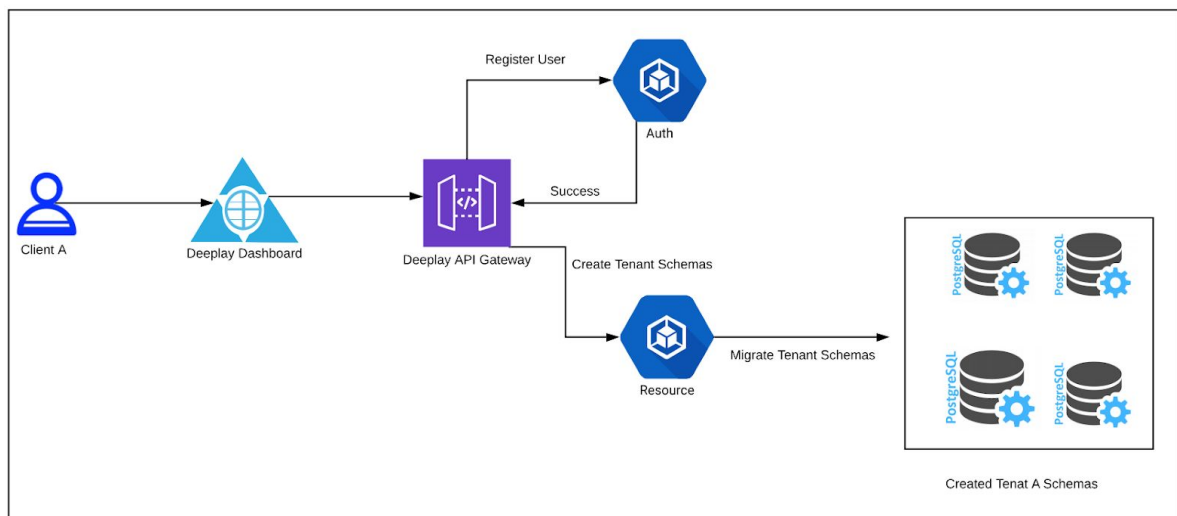 Register User
Auth
Success
Client A
Deeplay Dashboard
Deeplay API Gateway
Create Tenant Schemas
Resource
Migrate Tenant Schemas
PostgreSQL
PostgreSQL
PostgreSQL
PostgreSQL
Created Tenat A Schemas